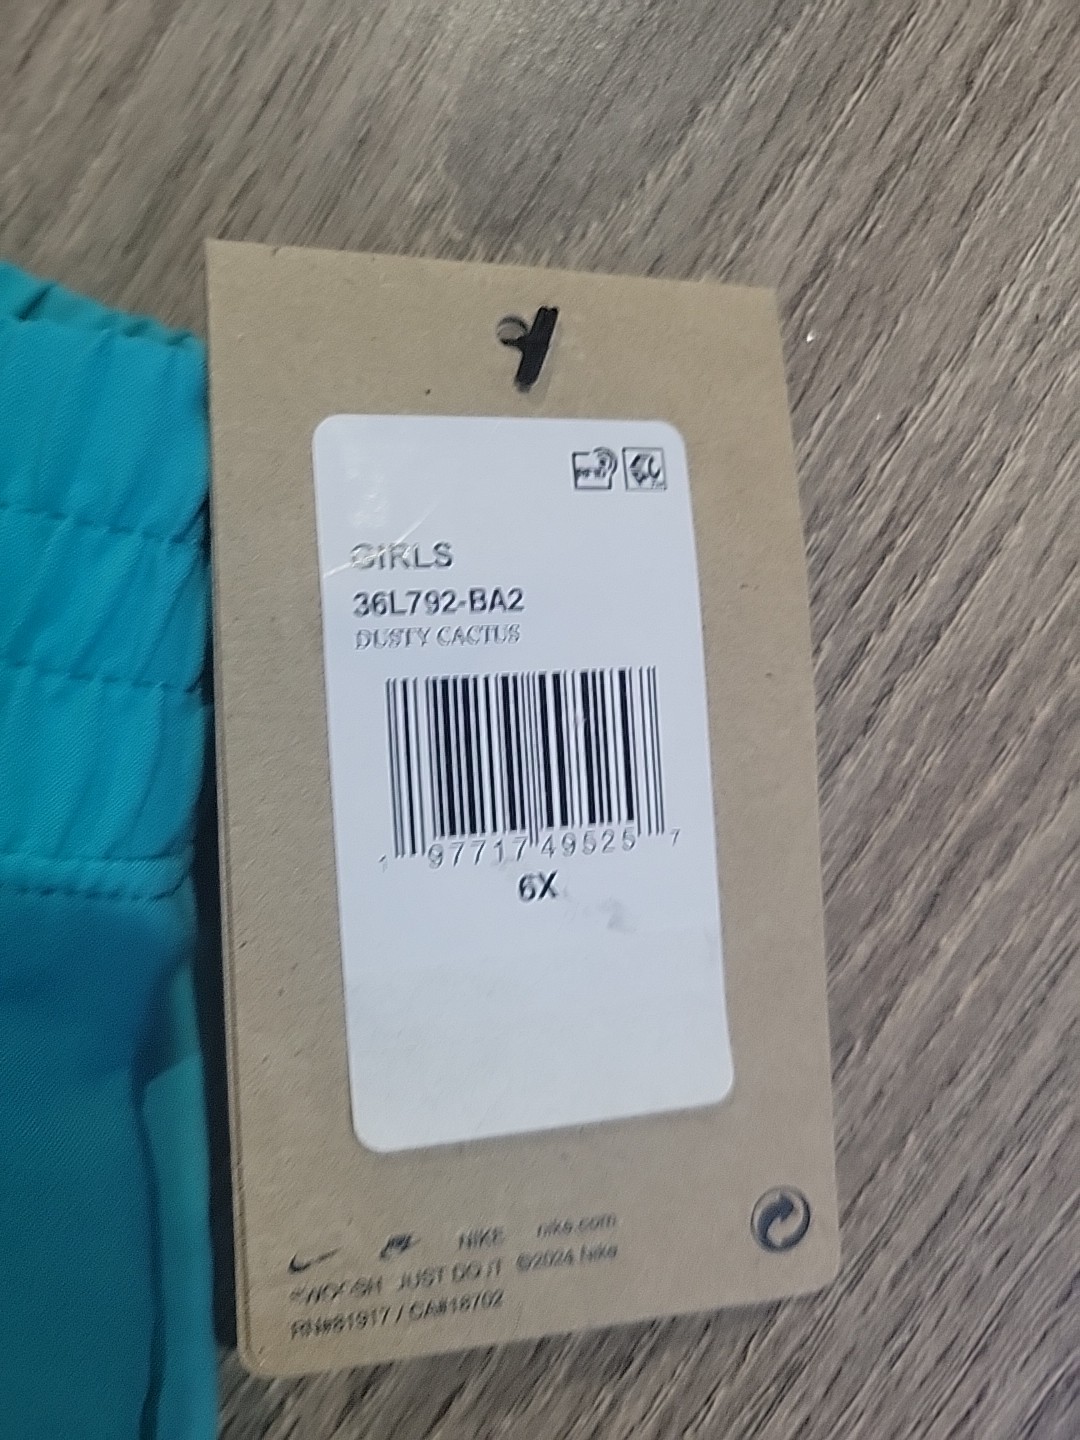 GIRLS
36L792-BA2
DUSTY CACTUS
1 97717 49525 7
6X
NIKE nike.com
SWOOSH JUST DO IT ©2024 Nike
RN#81917 / CA#18702